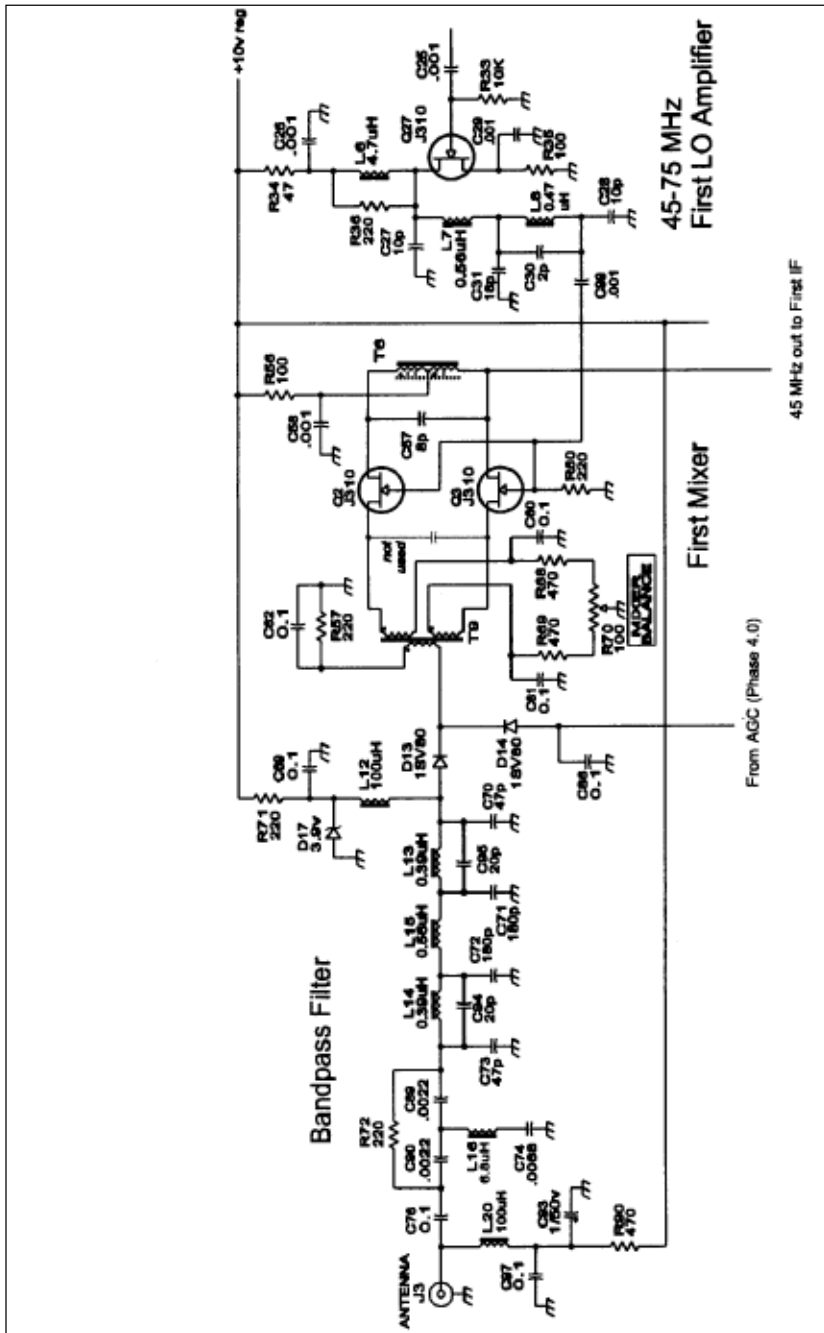 +10v reg
Bandpass Filter
R71
220
C69
0.1
D17
3.9v
L12
100uH
C62
0.1
R57
220
R56
100
C58
.001
T6
R34
47
C26
.001
L6
4.7uH
R36
220
C27
10p
Q27
J310
C25
.001
R33
10K
C29
.001
R35
100
L7
0.56uH
L8
0.47
uH
C31
18p
C30
2p
C28
10p
C99
.001
R72
220
ANTENNA
J3
C76
0.1
C90
.0022
C89
.0022
L14
0.39uH
L15
0.56uH
L13
0.39uH
D13
1SV80
not
used
Q2
J310
C57
8p
Q3
J310
L20
100uH
L16
6.8uH
C74
.0068
C73
47p
C94
20p
C72
180p
C71
180p
C95
20p
C70
47p
D14
1SV80
T9
C97
0.1
C93
1/50v
R90
470
C61
0.1
R69
470
R68
470
C60
0.1
R60
220
R70
100
MIXER
BALANCE
0.1
45-75 MHz
First LO Amplifier
First Mixer
From AGC (Phase 4.0)
45 MHz out to First IF